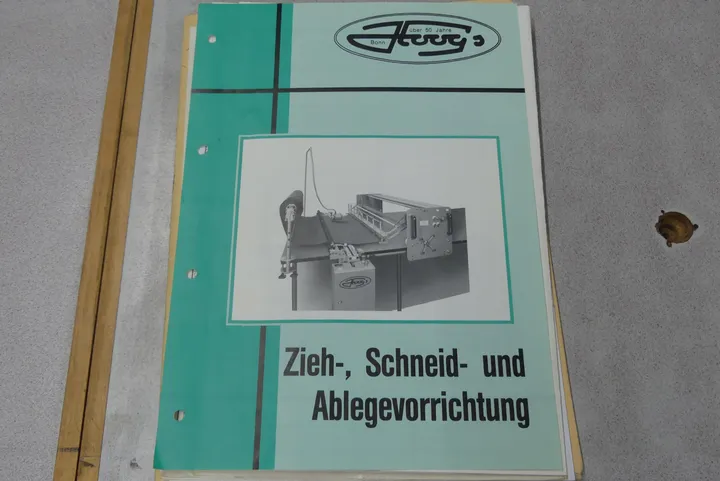 über 50 Jahre
Bonn
Zieh-, Schneid- und
Ablegevorrichtung